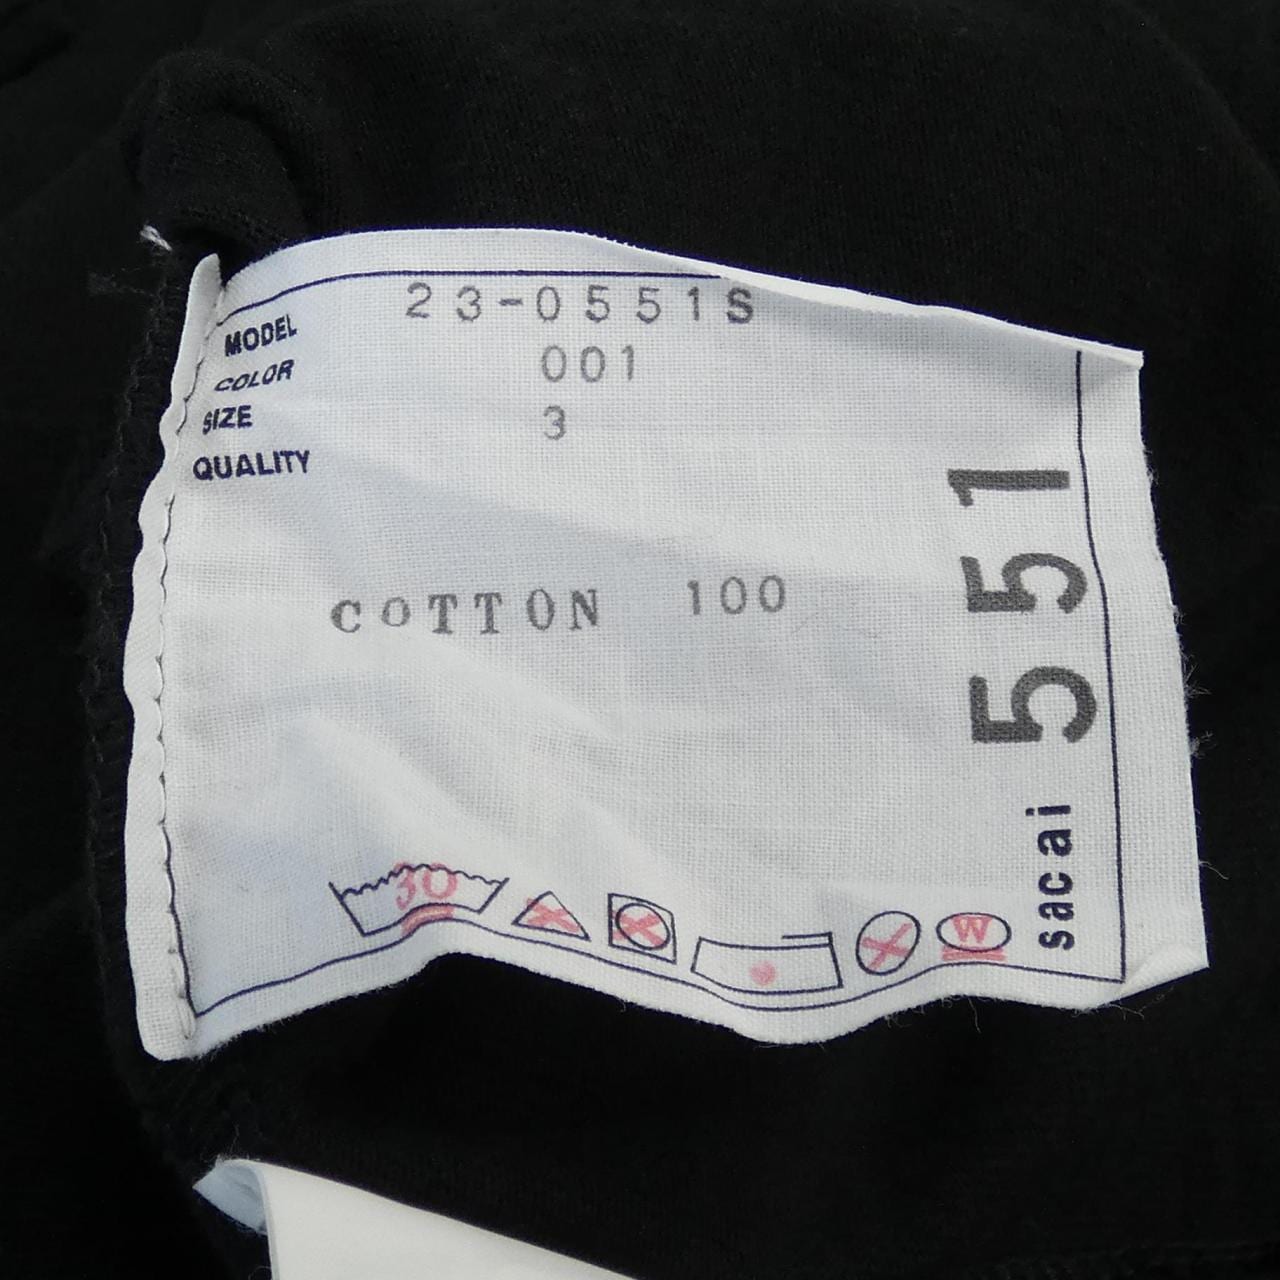 MODEL 23-0551S
COLOR 001
SIZE 3
QUALITY
COTTON 100
sacai 551
30
W